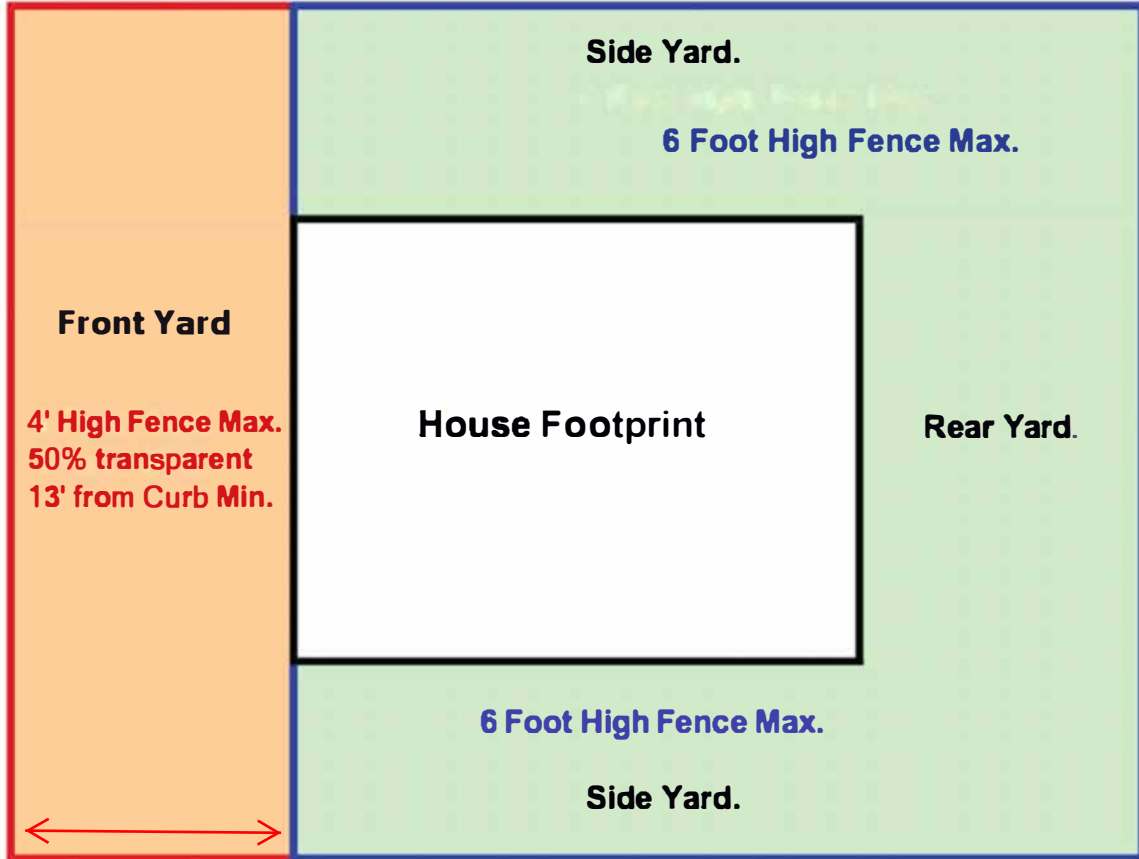 Side Yard.
6 Foot High Fence Max.
Front Yard
4' High Fence Max.
50% transparent
13' from Curb Min.
House Footprint
Rear Yard.
6 Foot High Fence Max.
Side Yard.